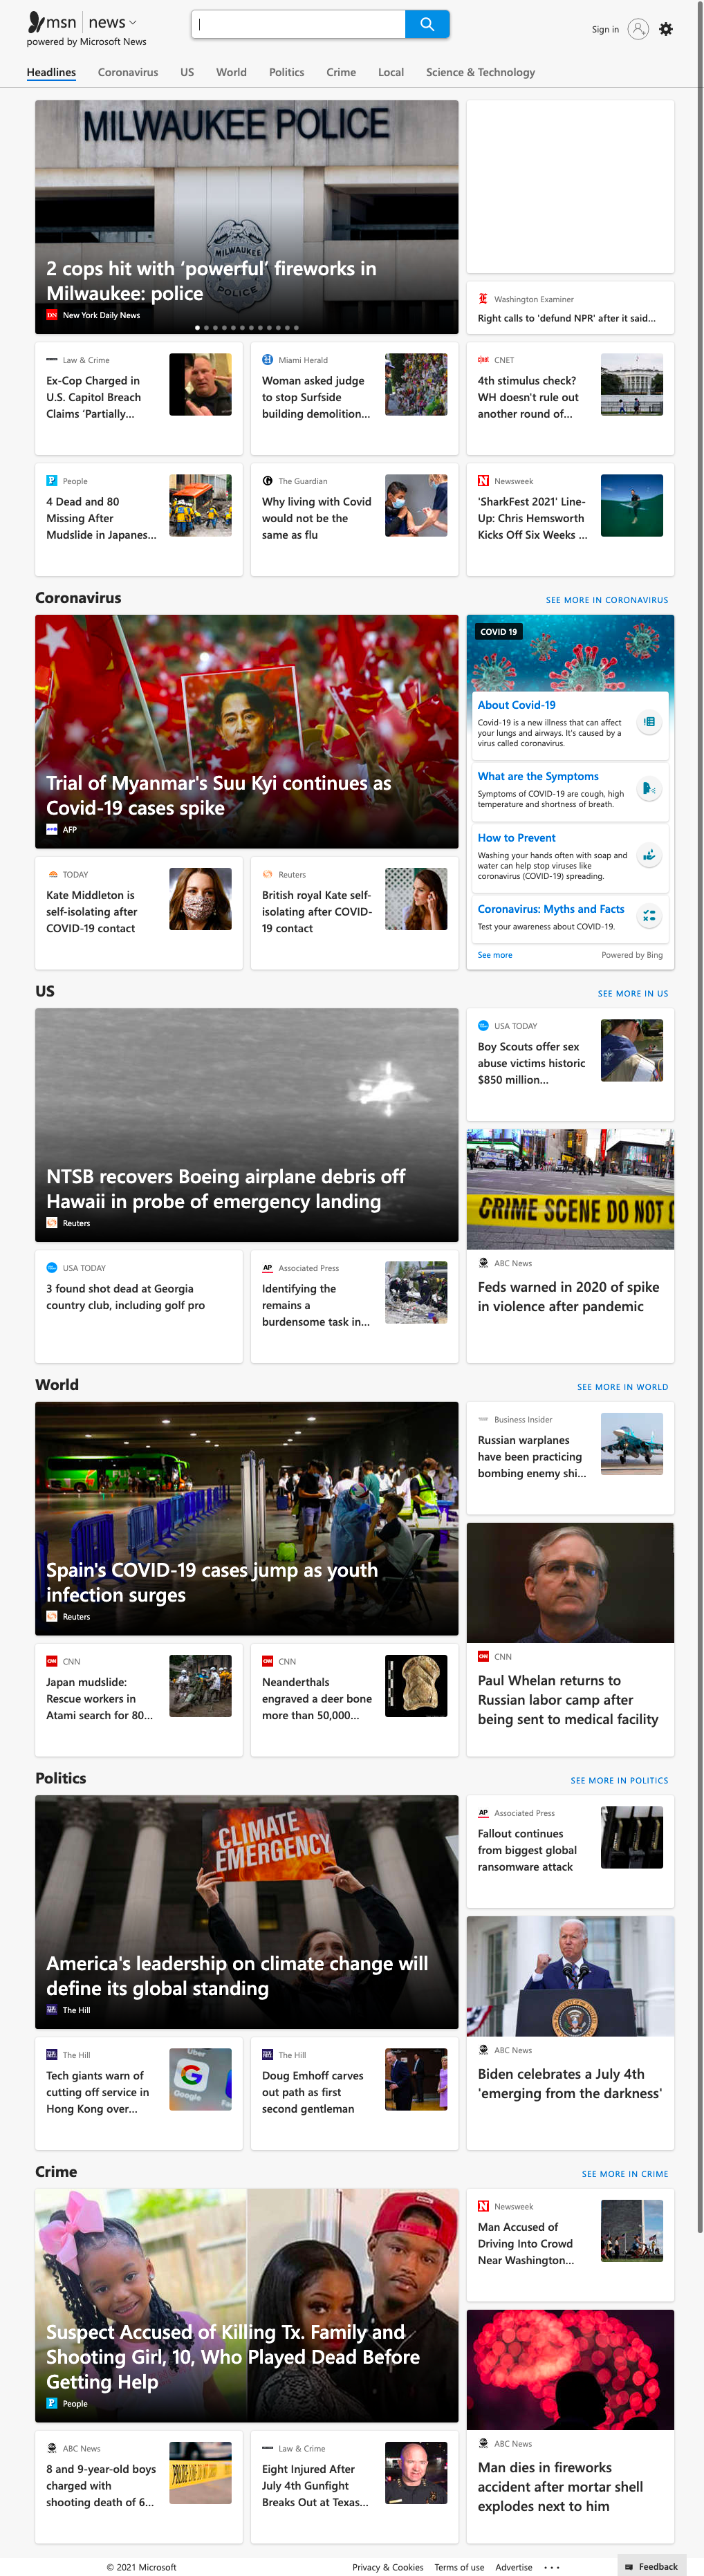 msn | news
powered by Microsoft News
Sign in
Headlines Coronavirus US World Politics Crime Local Science & Technology
MILWAUKEE POLICE
MILWAUKEE
POLICE
2 cops hit with ‘powerful’ fireworks in
Milwaukee: police
New York Daily News
Washington Examiner
Right calls to 'defund NPR' after it said...
Law & Crime
Ex-Cop Charged in
U.S. Capitol Breach
Claims ‘Partially...
Miami Herald
Woman asked judge
to stop Surfside
building demolition...
CNET
4th stimulus check?
WH doesn't rule out
another round of...
People
4 Dead and 80
Missing After
Mudslide in Japanes...
The Guardian
Why living with Covid
would not be the
same as flu
Newsweek
'SharkFest 2021' Line-
Up: Chris Hemsworth
Kicks Off Six Weeks ...
Coronavirus
SEE MORE IN CORONAVIRUS
Trial of Myanmar's Suu Kyi continues as
Covid-19 cases spike
AFP
COVID 19
About Covid-19
Covid-19 is a new illness that can affect
your lungs and airways. It's caused by a
virus called coronavirus.
What are the Symptoms
Symptoms of COVID-19 are cough, high
temperature and shortness of breath.
How to Prevent
Washing your hands often with soap and
water can help stop viruses like
coronavirus (COVID-19) spreading.
Coronavirus: Myths and Facts
Test your awareness about COVID-19.
See more
Powered by Bing
TODAY
Kate Middleton is
self-isolating after
COVID-19 contact
Reuters
British royal Kate self-
isolating after COVID-
19 contact
US
SEE MORE IN US
NTSB recovers Boeing airplane debris off
Hawaii in probe of emergency landing
Reuters
USA TODAY
Boy Scouts offer sex
abuse victims historic
$850 million...
CRIME SCENE DO NOT C
ABC News
Feds warned in 2020 of spike
in violence after pandemic
USA TODAY
3 found shot dead at Georgia
country club, including golf pro
AP Associated Press
Identifying the
remains a
burdensome task in...
World
SEE MORE IN WORLD
Spain's COVID-19 cases jump as youth
infection surges
Reuters
Business Insider
Russian warplanes
have been practicing
bombing enemy shi...
CNN
Paul Whelan returns to
Russian labor camp after
being sent to medical facility
CNN
Japan mudslide:
Rescue workers in
Atami search for 80...
CNN
Neanderthals
engraved a deer bone
more than 50,000...
Politics
SEE MORE IN POLITICS
CLIMATE
EMERGENCY
America's leadership on climate change will
define its global standing
The Hill
AP Associated Press
Fallout continues
from biggest global
ransomware attack
ABC News
Biden celebrates a July 4th
'emerging from the darkness'
The Hill
Tech giants warn of
cutting off service in
Hong Kong over...
Uber
Google
The Hill
Doug Emhoff carves
out path as first
second gentleman
Crime
SEE MORE IN CRIME
Suspect Accused of Killing Tx. Family and
Shooting Girl, 10, Who Played Dead Before
Getting Help
People
Newsweek
Man Accused of
Driving Into Crowd
Near Washington...
ABC News
Man dies in fireworks
accident after mortar shell
explodes next to him
ABC News
8 and 9-year-old boys
charged with
shooting death of 6...
Law & Crime
Eight Injured After
July 4th Gunfight
Breaks Out at Texas...
© 2021 Microsoft
Privacy & Cookies Terms of use Advertise ...
Feedback